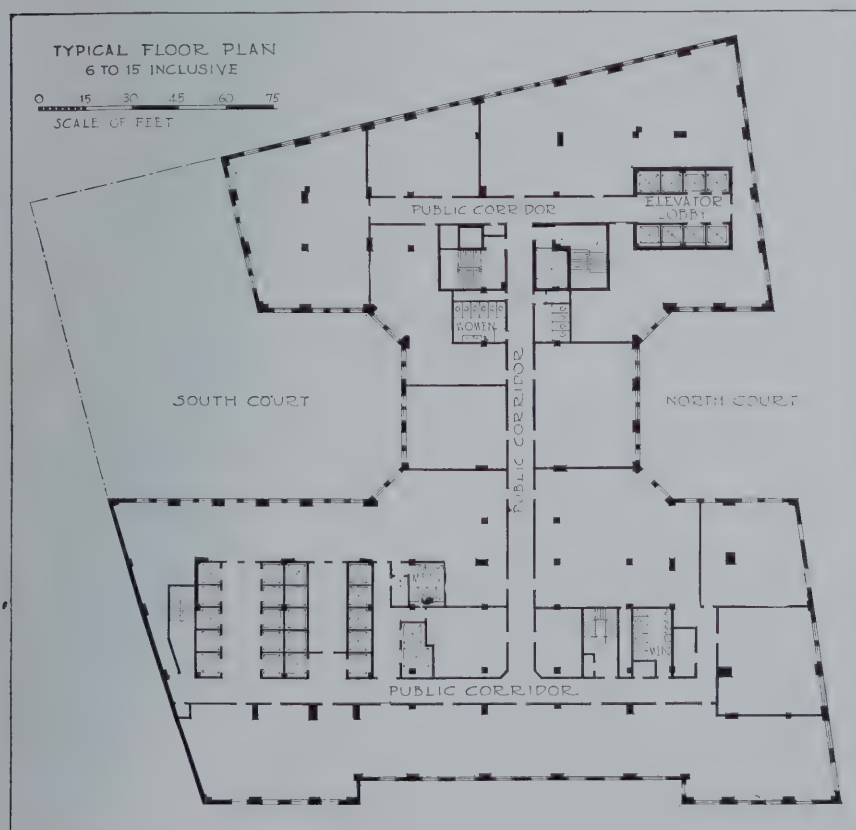 TYPICAL FLOOR PLAN
6 TO 15 INCLUSIVE
0 15 30 45 60 75
SCALE OF FEET
PUBLIC CORRIDOR
ELEVATOR
LOBBY
WOMEN
PUBLIC CORRIDOR
SOUTH COURT
NORTH COURT
MEN
PUBLIC CORRIDOR